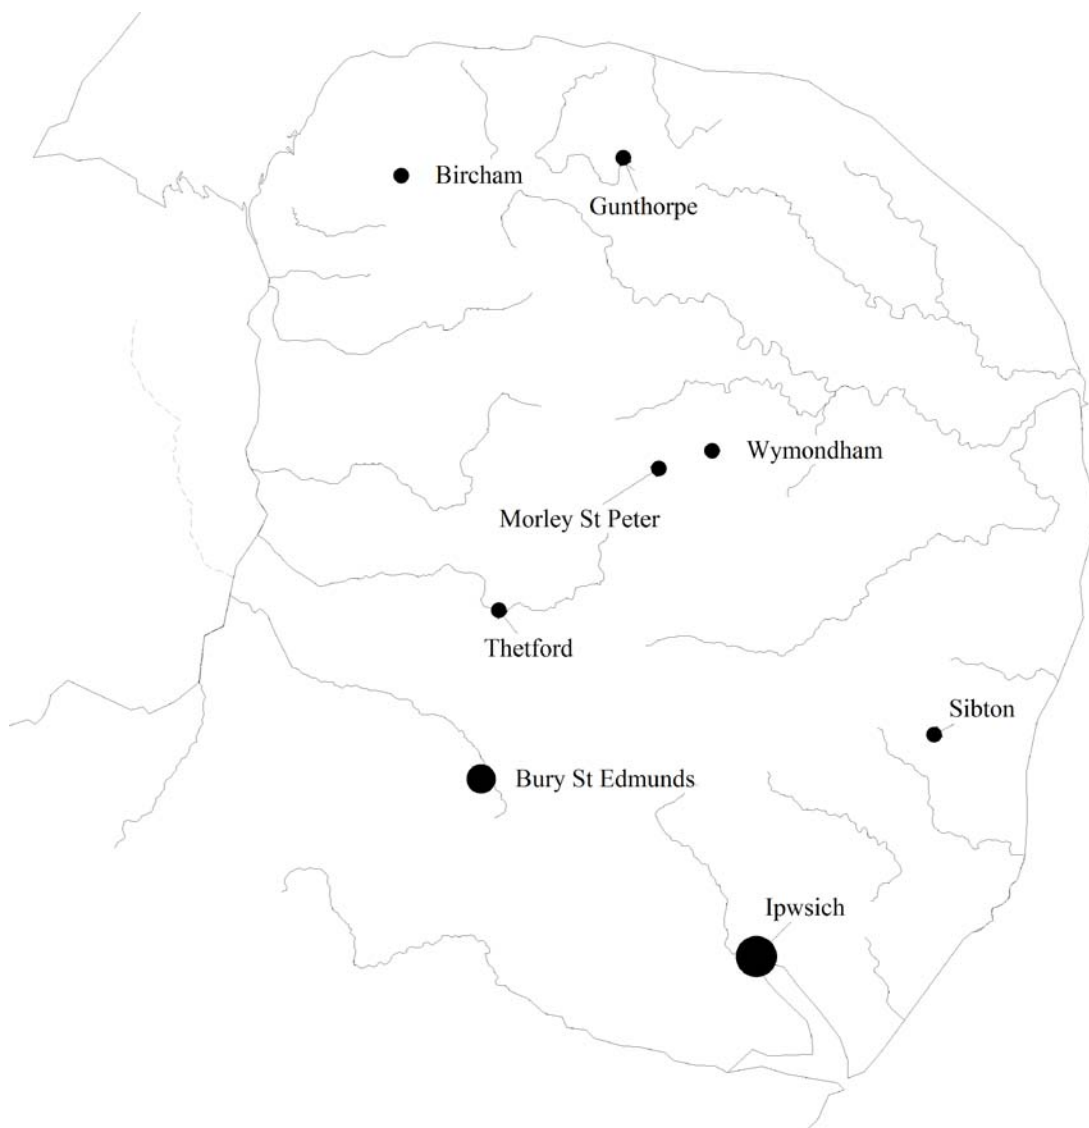 Bircham
Gunthorpe
Wymondham
Morley St Peter
Thetford
Sibton
Bury St Edmunds
Ipwsich